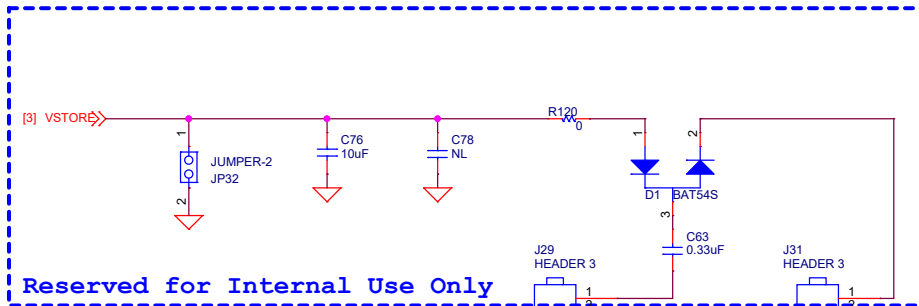 [3] VSTORE
R120
0
1
2
1
C76
10uF
C78
NL
JUMPER-2
JP32
2
D1 BAT54S
3
C63
0.33uF
J29
HEADER 3
J31
HEADER 3
Reserved for Internal Use Only
1
1